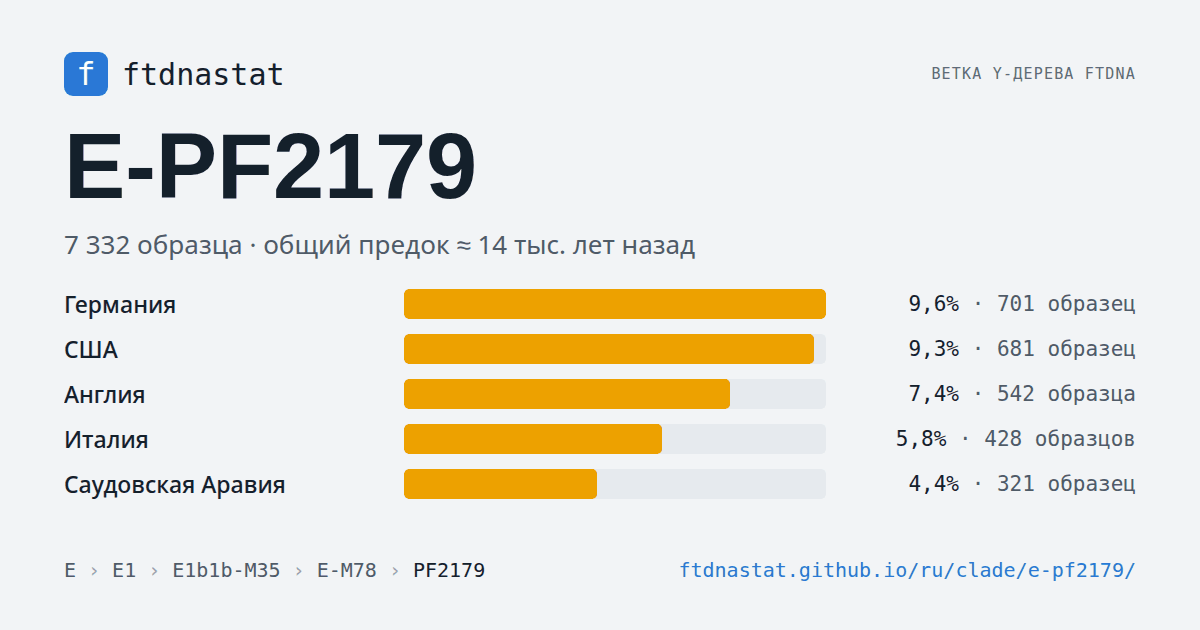 f ftdnastat
ВЕТКА Y-ДЕРЕВА FTDNA
E-PF2179
7 332 образца · общий предок ≈ 14 тыс. лет назад
Германия 9,6% · 701 образец
США 9,3% · 681 образец
Англия 7,4% · 542 образца
Италия 5,8% · 428 образцов
Саудовская Аравия 4,4% · 321 образец
E › E1 › E1b1b-M35 › E-M78 › PF2179
ftdnastat.github.io/ru/clade/e-pf2179/